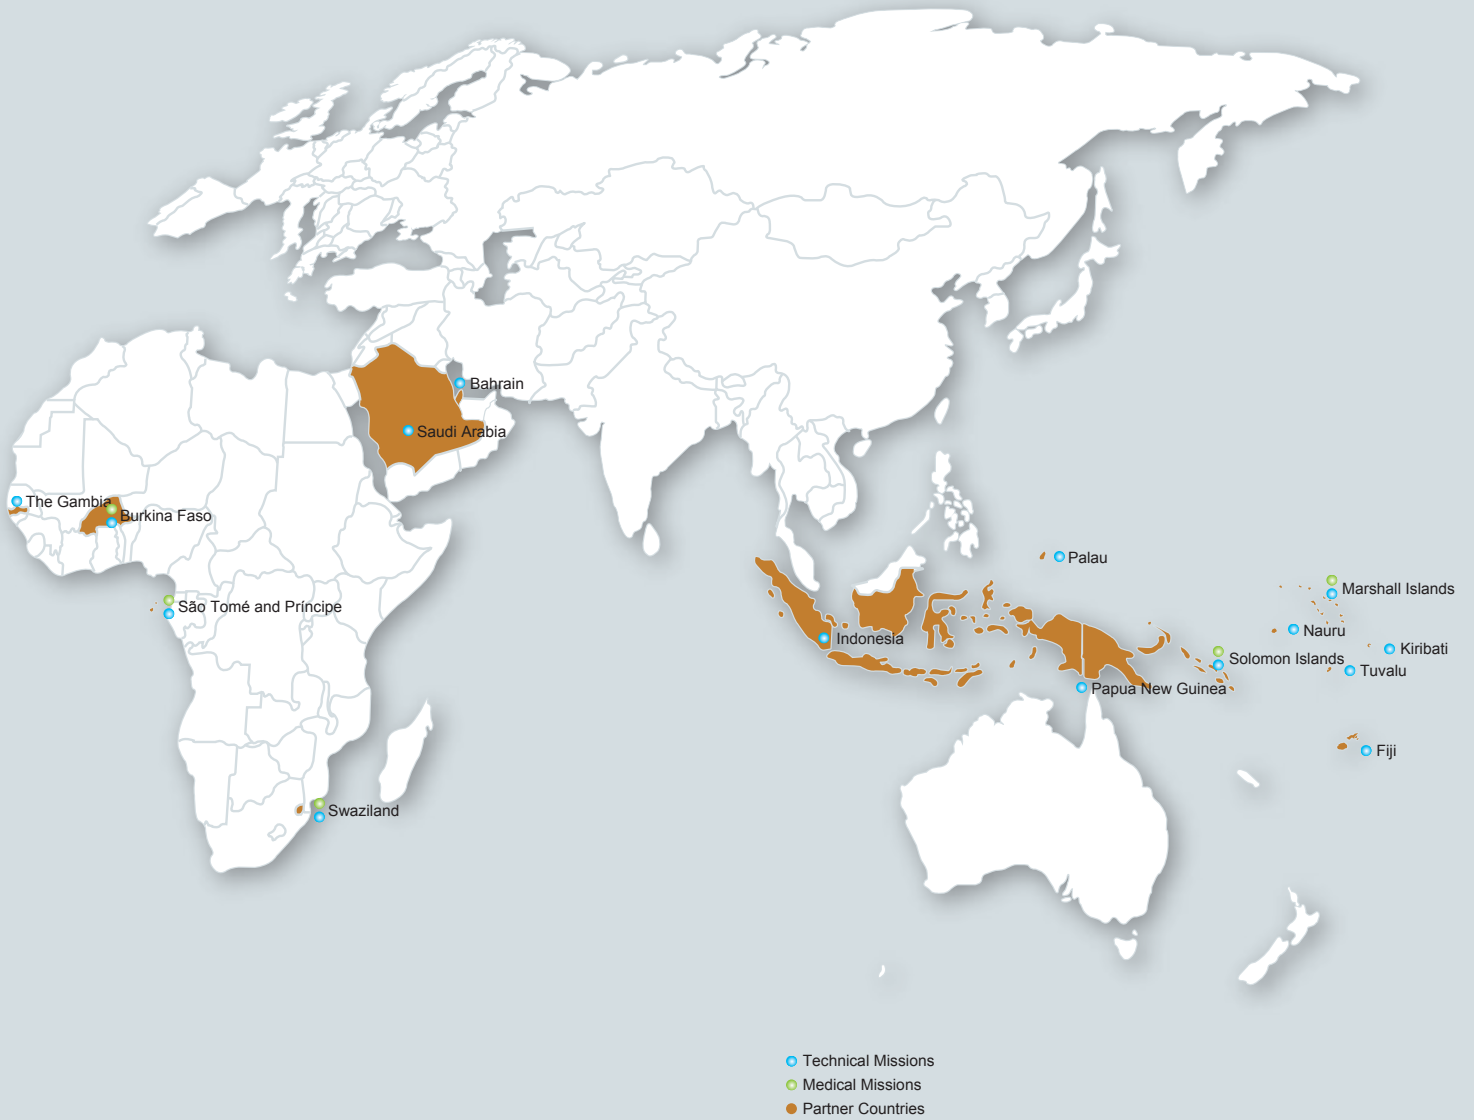 Bahrain
Saudi Arabia
The Gambia
Burkina Faso
Palau
Marshall Islands
São Tomé and Príncipe
Nauru
Indonesia
Kiribati
Solomon Islands
Tuvalu
Papua New Guinea
Fiji
Swaziland
Technical Missions
Medical Missions
Partner Countries